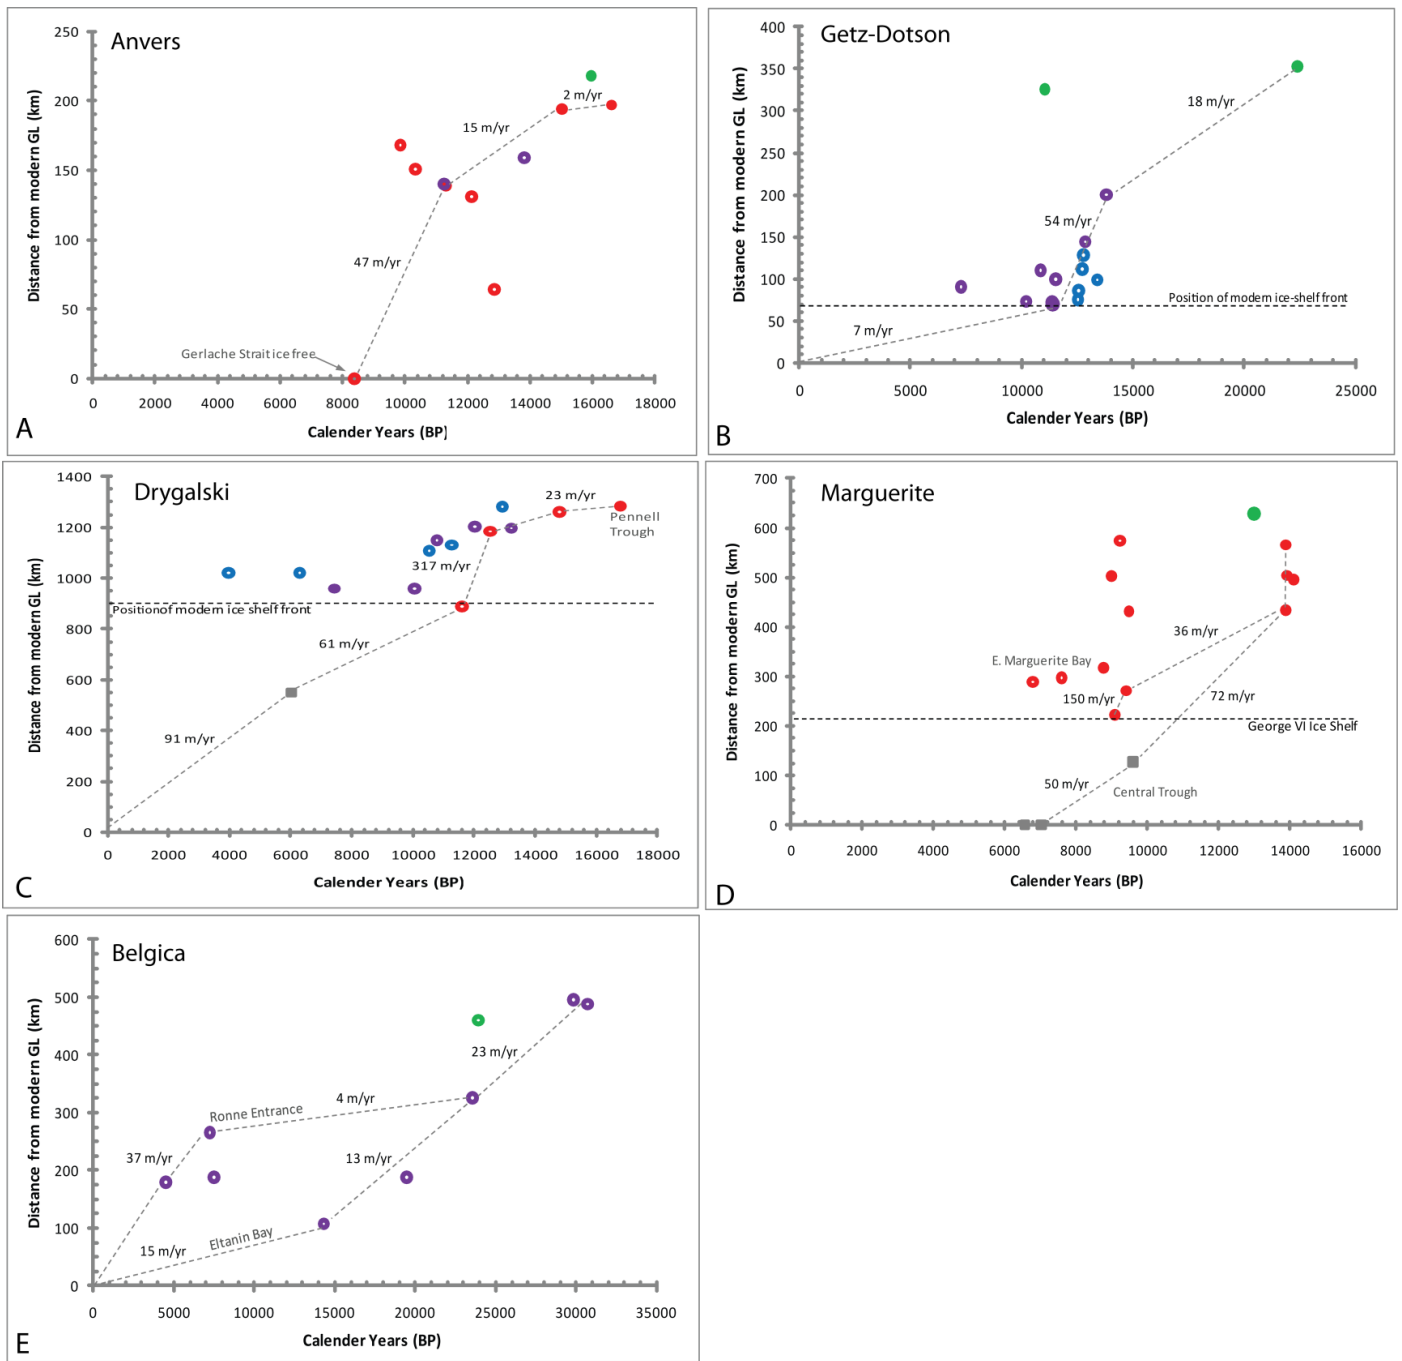 Anvers
Distance from modern GL (km)
250
200
150
100
50
0
2 m/yr
15 m/yr
47 m/yr
Gerlache Strait ice free
0 2000 4000 6000 8000 10000 12000 14000 16000 18000
Calender Years (BP)
A
Getz-Dotson
Distance from modern GL (km)
400
350
300
250
200
150
100
50
0
18 m/yr
54 m/yr
Position of modern ice-shelf front
7 m/yr
0 5000 10000 15000 20000 25000
Calender Years (BP)
B
Drygalski
Distance from modern GL (km)
1400
1200
1000
800
600
400
200
0
23 m/yr
Pennell
Trough
317 m/yr
Position of modern ice shelf front
61 m/yr
91 m/yr
0 2000 4000 6000 8000 10000 12000 14000 16000 18000
Calender Years (BP)
C
Marguerite
Distance from modern GL (km)
700
600
500
400
300
200
100
0
36 m/yr
E. Marguerite Bay
150 m/yr
72 m/yr
George VI Ice Shelf
50 m/yr
Central Trough
0 2000 4000 6000 8000 10000 12000 14000 16000
Calender Years (BP)
D
Belgica
Distance from modern GL (km)
600
500
400
300
200
100
0
23 m/yr
4 m/yr
Ronne Entrance
37 m/yr
13 m/yr
Eltanin Bay
15 m/yr
0 5000 10000 15000 20000 25000 30000 35000
Calender Years (BP)
E